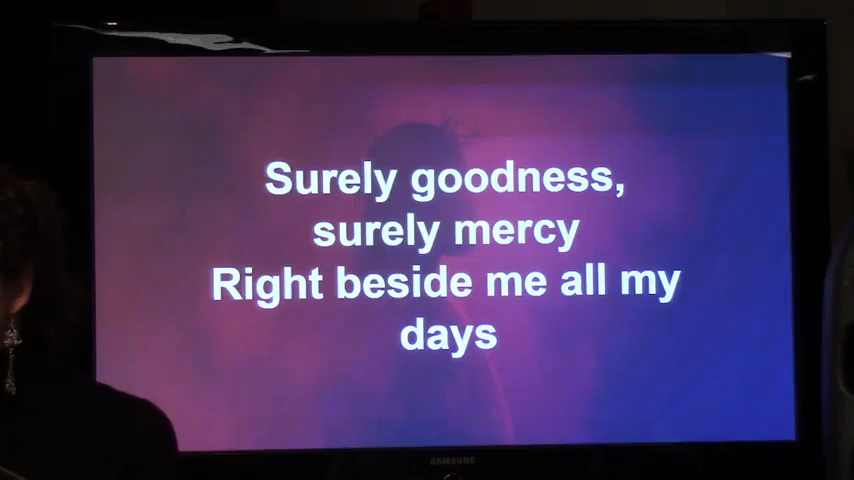 Surely goodness,
surely mercy
Right beside me all my
days
SAMSUNG